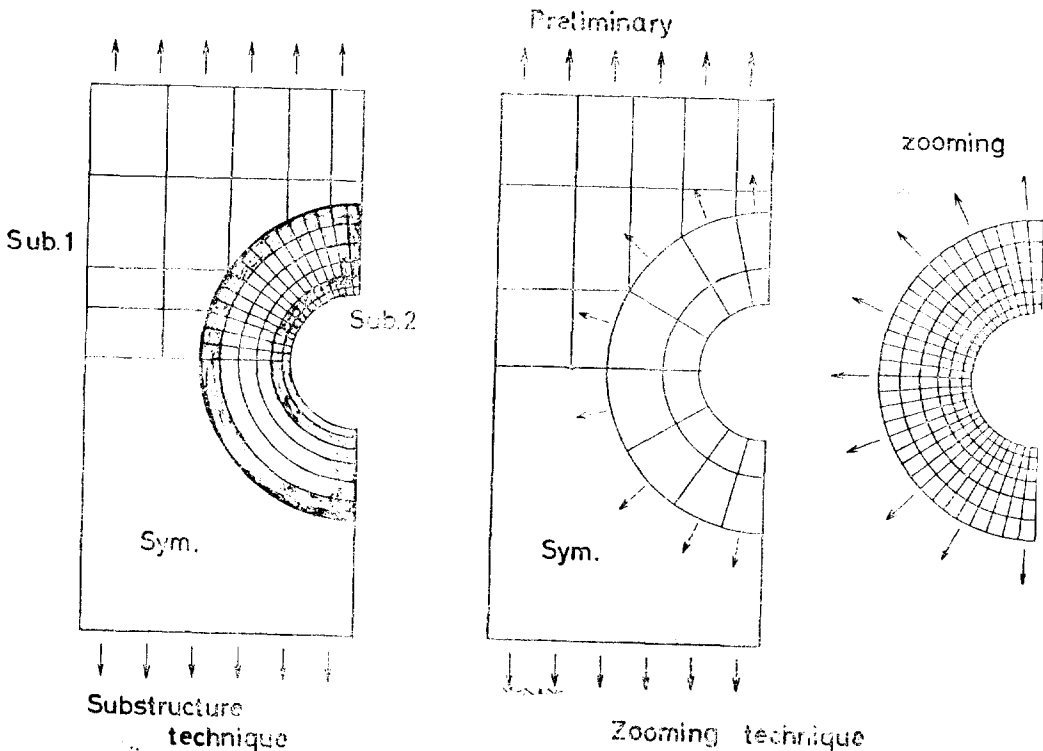 Preliminary
zooming
Sub.1
Sub.2
Sym.
Sym.
Substructure
technique
Zooming technique